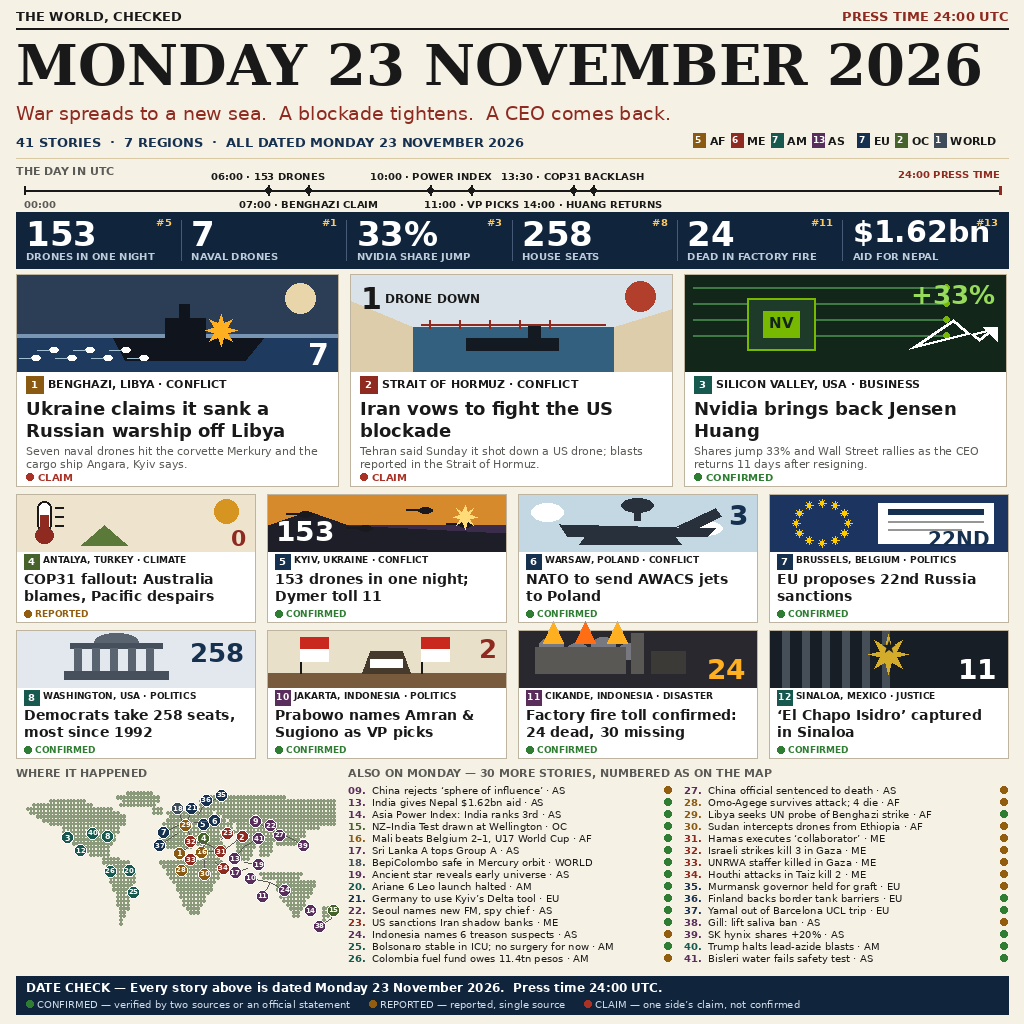 THE WORLD, CHECKED
PRESS TIME 24:00 UTC
MONDAY 23 NOVEMBER 2026
War spreads to a new sea. A blockade tightens. A CEO comes back.
41 STORIES · 7 REGIONS · ALL DATED MONDAY 23 NOVEMBER 2026
5 AF 6 ME 7 AM 13 AS 7 EU 2 OC 1 WORLD
THE DAY IN UTC
06:00 · 153 DRONES
10:00 · POWER INDEX
13:30 · COP31 BACKLASH
24:00 PRESS TIME
00:00
07:00 · BENGHAZI CLAIM
11:00 · VP PICKS
14:00 · HUANG RETURNS
153 #5
DRONES IN ONE NIGHT
7 #1
NAVAL DRONES
33% #3
NVIDIA SHARE JUMP
258 #8
HOUSE SEATS
24 #11
DEAD IN FACTORY FIRE
$1.62bn #13
AID FOR NEPAL
7
1 BENGHAZI, LIBYA · CONFLICT
Ukraine claims it sank a
Russian warship off Libya
Seven naval drones hit the corvette Merkury and the
cargo ship Angara, Kyiv says.
CLAIM
1 DRONE DOWN
2 STRAIT OF HORMUZ · CONFLICT
Iran vows to fight the US
blockade
Tehran said Sunday it shot down a US drone; blasts
reported in the Strait of Hormuz.
CLAIM
+33%
NV
3 SILICON VALLEY, USA · BUSINESS
Nvidia brings back Jensen
Huang
Shares jump 33% and Wall Street rallies as the CEO
returns 11 days after resigning.
CONFIRMED
0
4 ANTALYA, TURKEY · CLIMATE
COP31 fallout: Australia
blames, Pacific despairs
REPORTED
153
5 KYIV, UKRAINE · CONFLICT
153 drones in one night;
Dymer toll 11
CONFIRMED
3
6 WARSAW, POLAND · CONFLICT
NATO to send AWACS jets
to Poland
CONFIRMED
22ND
7 BRUSSELS, BELGIUM · POLITICS
EU proposes 22nd Russia
sanctions
CONFIRMED
258
8 WASHINGTON, USA · POLITICS
Democrats take 258 seats,
most since 1992
CONFIRMED
2
10 JAKARTA, INDONESIA · POLITICS
Prabowo names Amran &
Sugiono as VP picks
CONFIRMED
24
11 CIKANDE, INDONESIA · DISASTER
Factory fire toll confirmed:
24 dead, 30 missing
CONFIRMED
11
12 SINALOA, MEXICO · JUSTICE
‘El Chapo Isidro’ captured
in Sinaloa
CONFIRMED
WHERE IT HAPPENED
ALSO ON MONDAY — 30 MORE STORIES, NUMBERED AS ON THE MAP
09. China rejects ‘sphere of influence’ · AS
13. India gives Nepal $1.62bn aid · AS
14. Asia Power Index: India ranks 3rd · AS
15. NZ–India Test drawn at Wellington · OC
16. Mali beats Belgium 2–1, U17 World Cup · AF
17. Sri Lanka A tops Group A · AS
18. BepiColombo safe in Mercury orbit · WORLD
19. Ancient star reveals early universe · AS
20. Ariane 6 Leo launch halted · AM
21. Germany to use Kyiv’s Delta tool · EU
22. Seoul names new FM, spy chief · AS
23. US sanctions Iran shadow banks · ME
24. Indonesia names 6 treason suspects · AS
25. Bolsonaro stable in ICU; no surgery for now · AM
26. Colombia fuel fund owes 11.4tn pesos · AM
27. China official sentenced to death · AS
28. Omo-Agege survives attack; 4 die · AF
29. Libya seeks UN probe of Benghazi strike · AF
30. Sudan intercepts drones from Ethiopia · AF
31. Hamas executes ‘collaborator’ · ME
32. Israeli strikes kill 3 in Gaza · ME
33. UNRWA staffer killed in Gaza · ME
34. Houthi attacks in Taiz kill 2 · ME
35. Murmansk governor held for graft · EU
36. Finland backs border tank barriers · EU
37. Yamal out of Barcelona UCL trip · EU
38. Gill: lift saliva ban · AS
39. SK hynix shares +20% · AS
40. Trump halts lead-azide blasts · AM
41. Bisleri water fails safety test · AS
DATE CHECK — Every story above is dated Monday 23 November 2026. Press time 24:00 UTC.
CONFIRMED — verified by two sources or an official statement
REPORTED — reported, single source
CLAIM — one side’s claim, not confirmed